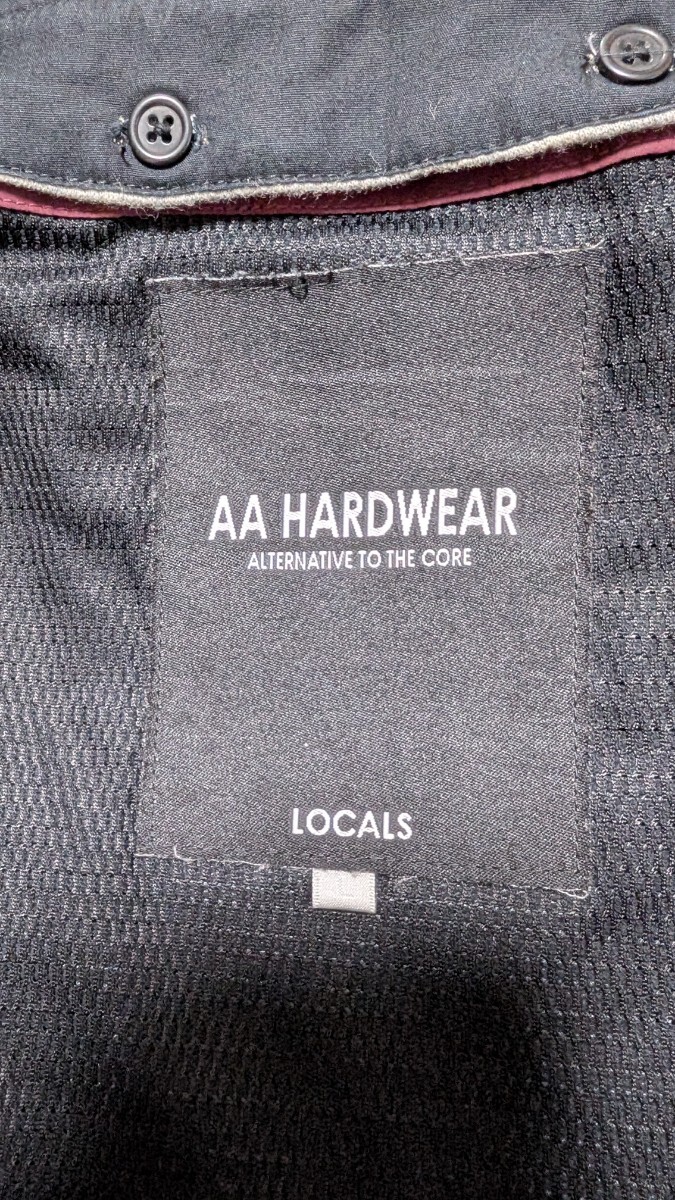 AA HARDWEAR
ALTERNATIVE TO THE CORE
LOCALS